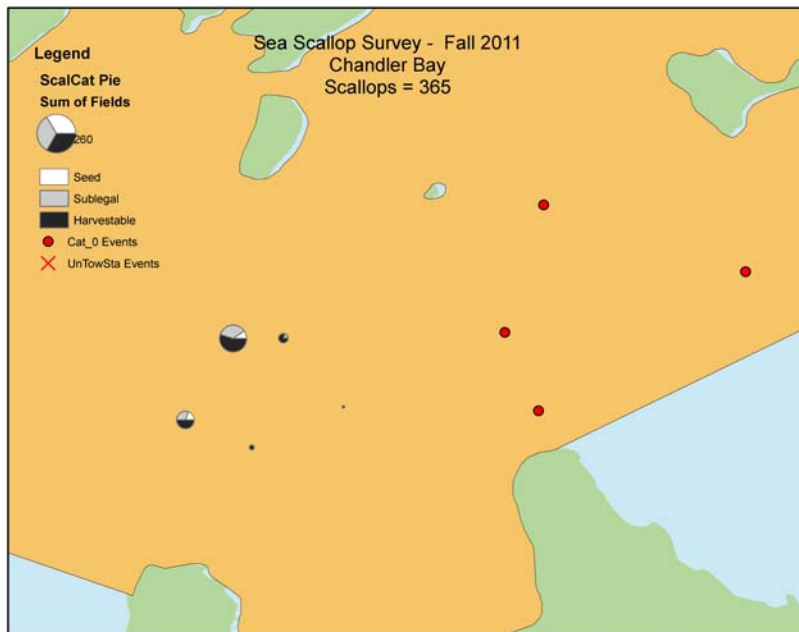 Sea Scallop Survey - Fall 2011
Chandler Bay
Scallops = 365
Legend
ScalCat Pie
Sum of Fields
260
Seed
Sublegal
Harvestable
Cat_0 Events
UnTowSta Events